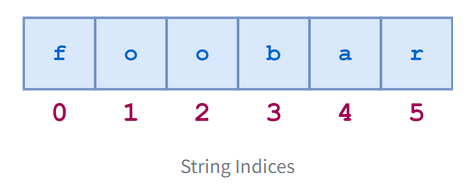 f o o b a r
0 1 2 3 4 5
String Indices